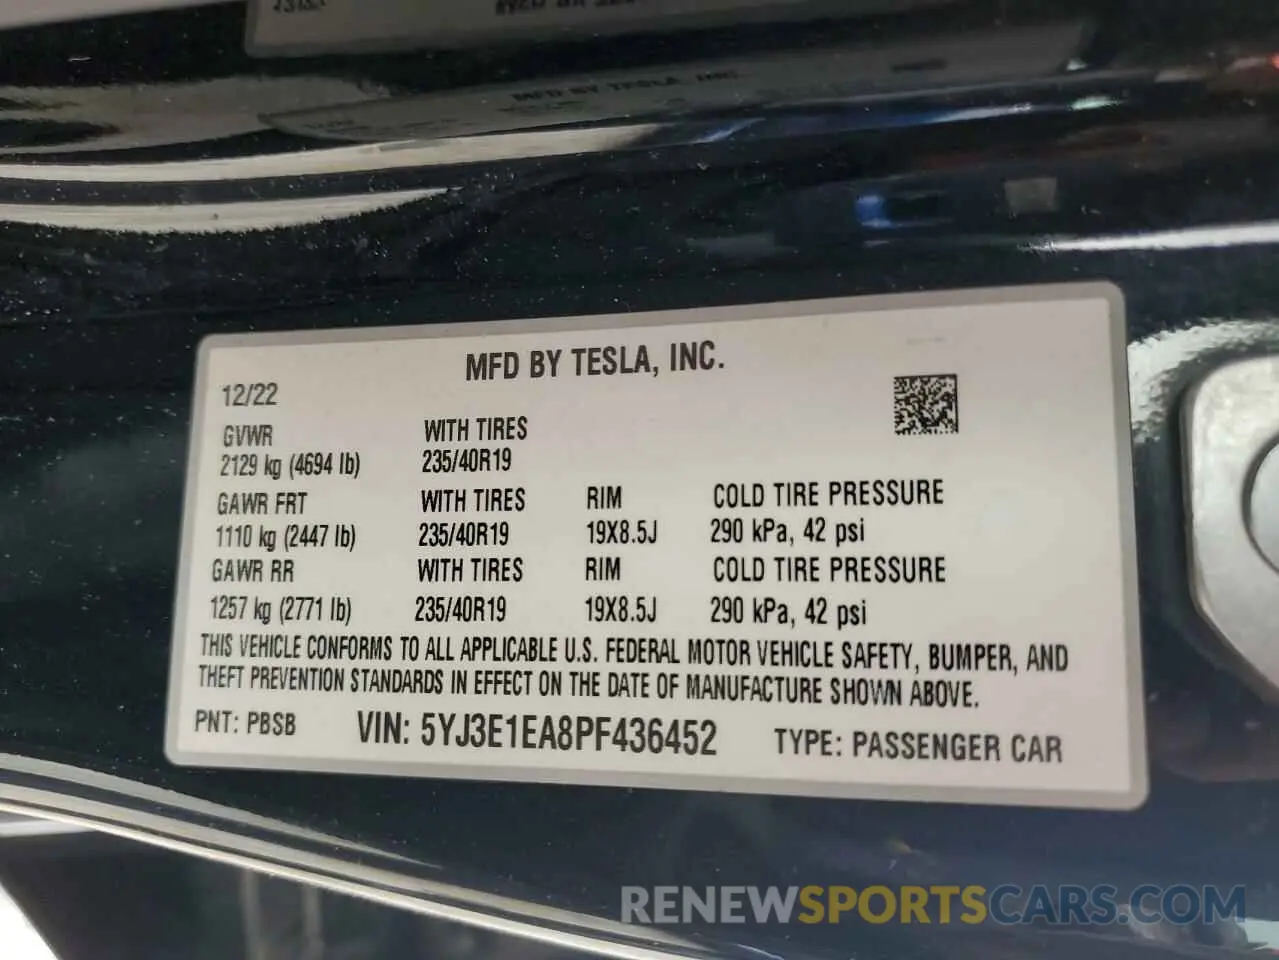 MFD BY TESLA, INC.
MFD BY TESLA, INC.
12/22
GVWR WITH TIRES
2129 kg (4694 lb) 235/40R19
GAWR FRT WITH TIRES RIM COLD TIRE PRESSURE
1110 kg (2447 lb) 235/40R19 19X8.5J 290 kPa, 42 psi
GAWR RR WITH TIRES RIM COLD TIRE PRESSURE
1257 kg (2771 lb) 235/40R19 19X8.5J 290 kPa, 42 psi
THIS VEHICLE CONFORMS TO ALL APPLICABLE U.S. FEDERAL MOTOR VEHICLE SAFETY, BUMPER, AND
THEFT PREVENTION STANDARDS IN EFFECT ON THE DATE OF MANUFACTURE SHOWN ABOVE.
PNT: PBSB VIN: 5YJ3E1EA8PF436452 TYPE: PASSENGER CAR
RENEWSPORTSCARS.COM